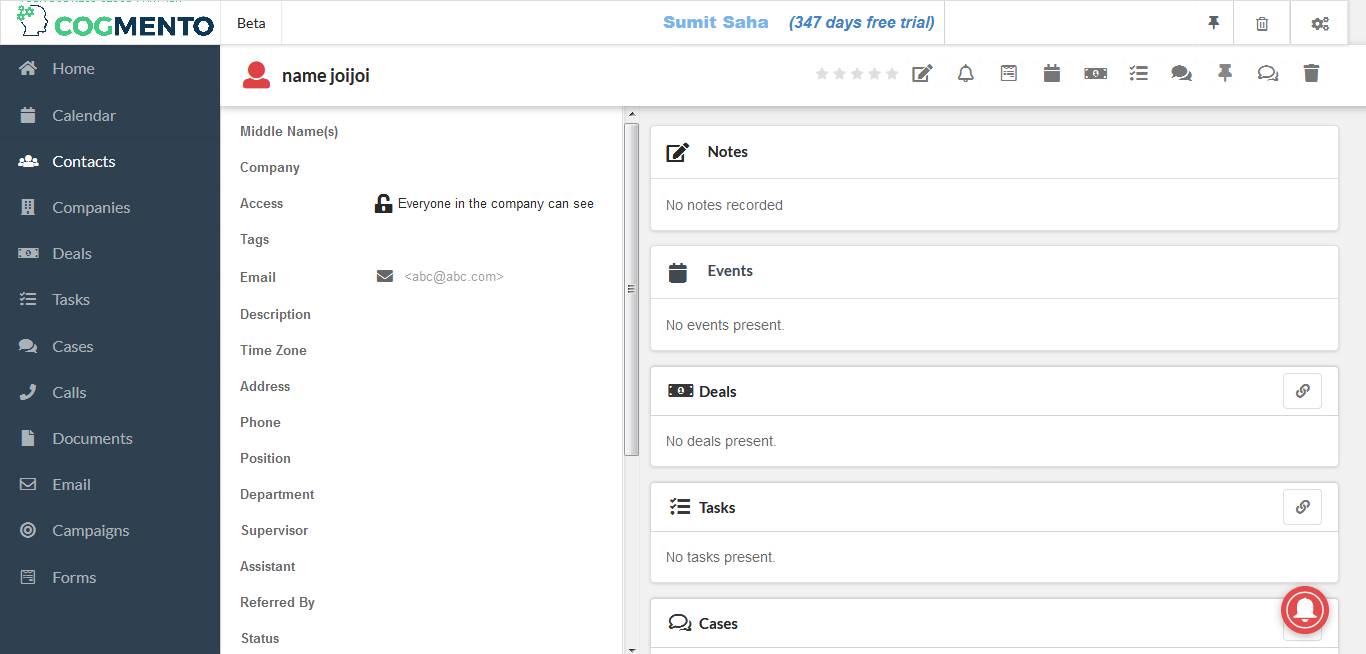 COGMENTO
Beta
Sumit Saha (347 days free trial)
Home
Calendar
Contacts
Companies
Deals
Tasks
Cases
Calls
Documents
Email
Campaigns
Forms
name joijoi
Middle Name(s)
Company
Access Everyone in the company can see
Tags
Email <abc@abc.com>
Description
Time Zone
Address
Phone
Position
Department
Supervisor
Assistant
Referred By
Status
Notes
No notes recorded
Events
No events present.
Deals
No deals present.
Tasks
No tasks present.
Cases